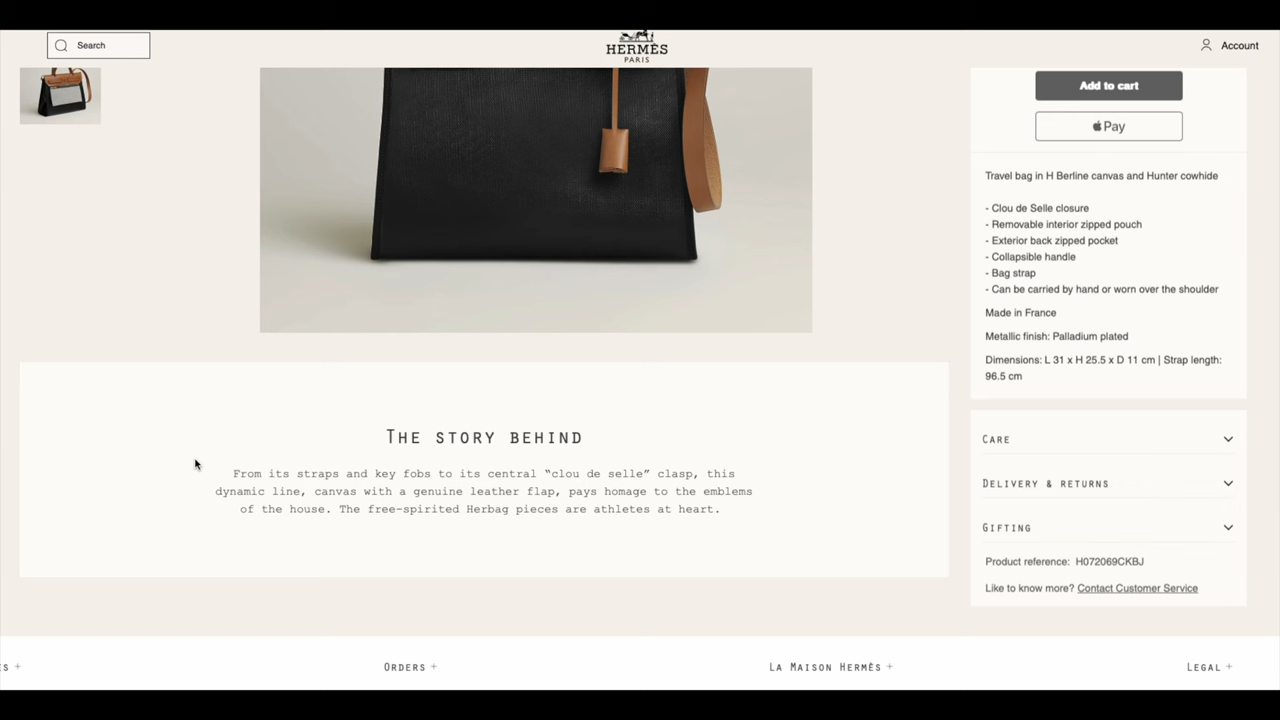 Search
HERMÈS
PARIS
Account
Add to cart
Pay
Travel bag in H Berline canvas and Hunter cowhide
- Clou de Selle closure
- Removable interior zipped pouch
- Exterior back zipped pocket
- Collapsible handle
- Bag strap
- Can be carried by hand or worn over the shoulder
Made in France
Metallic finish: Palladium plated
Dimensions: L 31 x H 25.5 x D 11 cm | Strap length:
96.5 cm
The story behind
From its straps and key fobs to its central “clou de selle” clasp, this
dynamic line, canvas with a genuine leather flap, pays homage to the emblems
of the house. The free-spirited Herbag pieces are athletes at heart.
Care
Delivery & returns
Gifting
Product reference: H072069CKBJ
Like to know more? Contact Customer Service
Orders +
La Maison Hermès +
Legal +